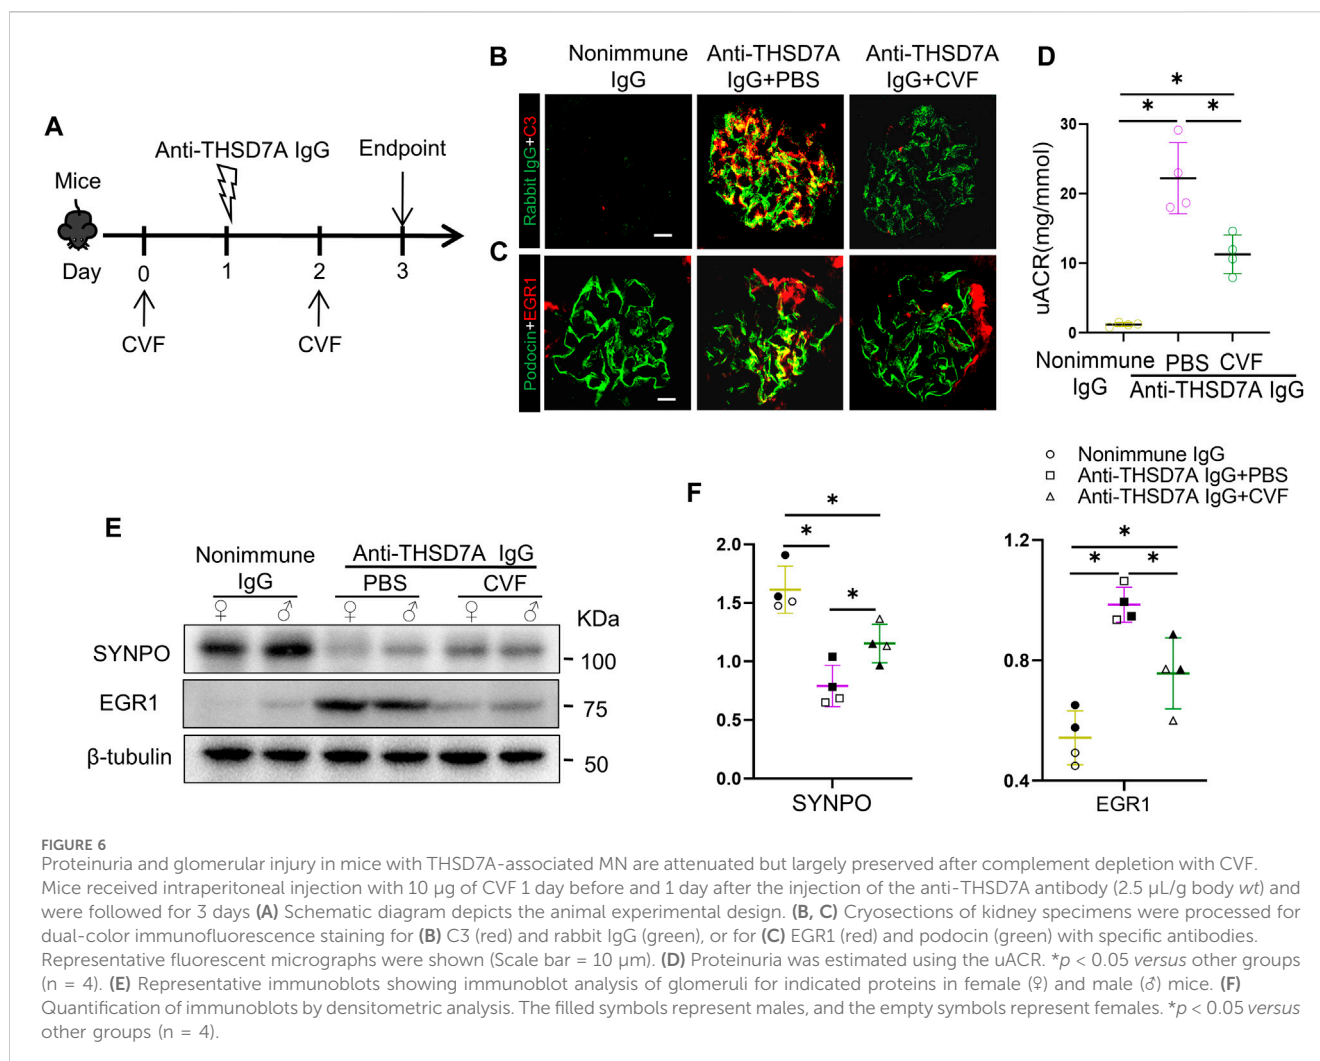 A
Anti-THSD7A IgG
Endpoint
Mice
Day
0
1
2
3
CVF
CVF
B
Nonimmune
IgG
Anti-THSD7A
IgG+PBS
Anti-THSD7A
IgG+CVF
Rabbit IgG+C3
C
Podocin+EGR1
D
*
*
*
uACR(mg/mmol)
30
20
10
0
Nonimmune
IgG
PBS
CVF
Anti-THSD7A IgG
E
Nonimmune
IgG
Anti-THSD7A IgG
PBS
CVF
♀ ♂ ♀ ♂ ♀ ♂
KDa
SYNPO
- 100
EGR1
- 75
β-tubulin
- 50
F
Nonimmune IgG
Anti-THSD7A IgG+PBS
Anti-THSD7A IgG+CVF
*
*
*
2.0
1.5
1.0
0.5
0.0
SYNPO
*
*
*
1.2
0.8
0.4
EGR1
FIGURE 6
Proteinuria and glomerular injury in mice with THSD7A-associated MN are attenuated but largely preserved after complement depletion with CVF.
Mice received intraperitoneal injection with 10 µg of CVF 1 day before and 1 day after the injection of the anti-THSD7A antibody (2.5 µL/g body wt) and
were followed for 3 days (A) Schematic diagram depicts the animal experimental design. (B, C) Cryosections of kidney specimens were processed for
dual-color immunofluorescence staining for (B) C3 (red) and rabbit IgG (green), or for (C) EGR1 (red) and podocin (green) with specific antibodies.
Representative fluorescent micrographs were shown (Scale bar = 10 µm). (D) Proteinuria was estimated using the uACR. *p < 0.05 versus other groups
(n = 4). (E) Representative immunoblots showing immunoblot analysis of glomeruli for indicated proteins in female (♀) and male (♂) mice. (F)
Quantification of immunoblots by densitometric analysis. The filled symbols represent males, and the empty symbols represent females. *p < 0.05 versus
other groups (n = 4).